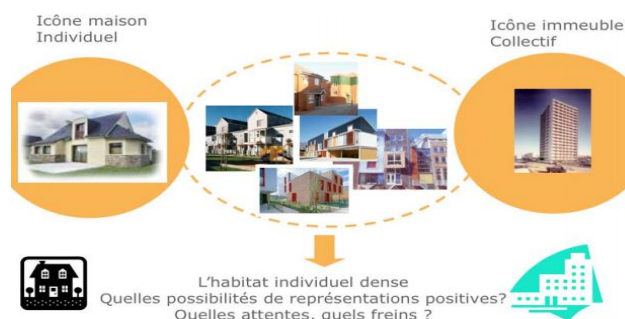 Icône maison
Individuel
Icône immeuble
Collectif
L'habitat individuel dense
Quelles possibilités de représentations positives?
Quelles attentes, quels freins ?